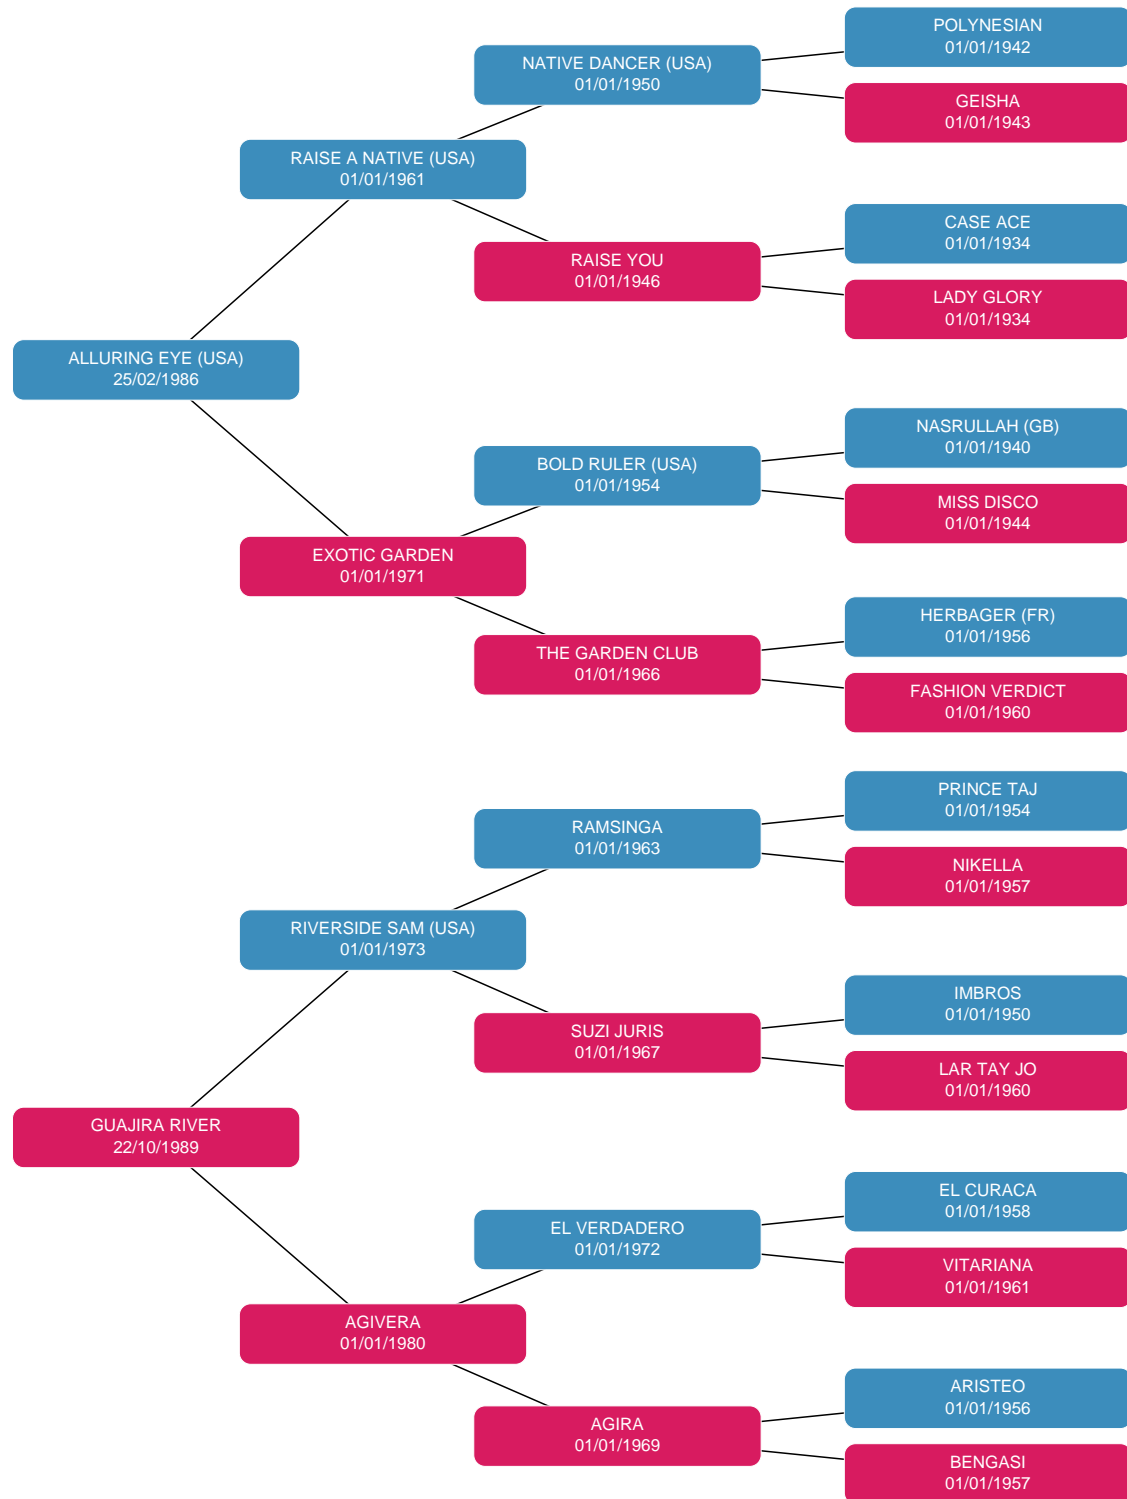 POLYNESIAN
01/01/1942
NATIVE DANCER (USA)
01/01/1950
GEISHA
01/01/1943
RAISE A NATIVE (USA)
01/01/1961
CASE ACE
01/01/1934
RAISE YOU
01/01/1946
LADY GLORY
01/01/1934
ALLURING EYE (USA)
25/02/1986
NASRULLAH (GB)
01/01/1940
BOLD RULER (USA)
01/01/1954
MISS DISCO
01/01/1944
EXOTIC GARDEN
01/01/1971
HERBAGER (FR)
01/01/1956
THE GARDEN CLUB
01/01/1966
FASHION VERDICT
01/01/1960
PRINCE TAJ
01/01/1954
RAMSINGA
01/01/1963
NIKELLA
01/01/1957
RIVERSIDE SAM (USA)
01/01/1973
IMBROS
01/01/1950
SUZI JURIS
01/01/1967
LAR TAY JO
01/01/1960
GUAJIRA RIVER
22/10/1989
EL CURACA
01/01/1958
EL VERDADERO
01/01/1972
VITARIANA
01/01/1961
AGIVERA
01/01/1980
ARISTEO
01/01/1956
AGIRA
01/01/1969
BENGASI
01/01/1957